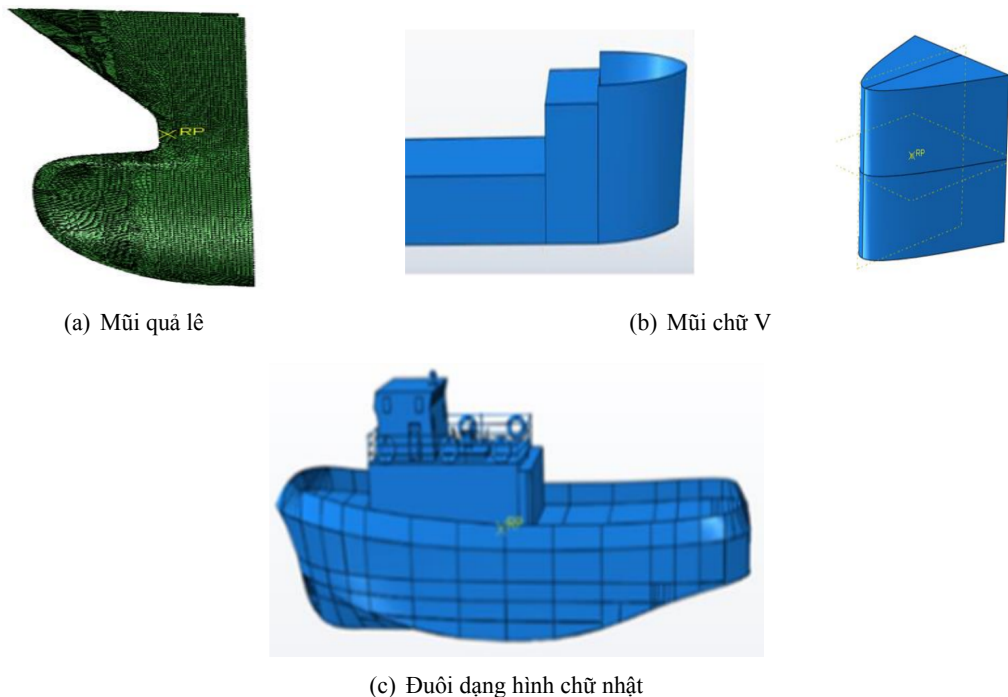 RP
RP
(a) Mũi quả lê
(b) Mũi chữ V
RP
(c) Đuôi dạng hình chữ nhật